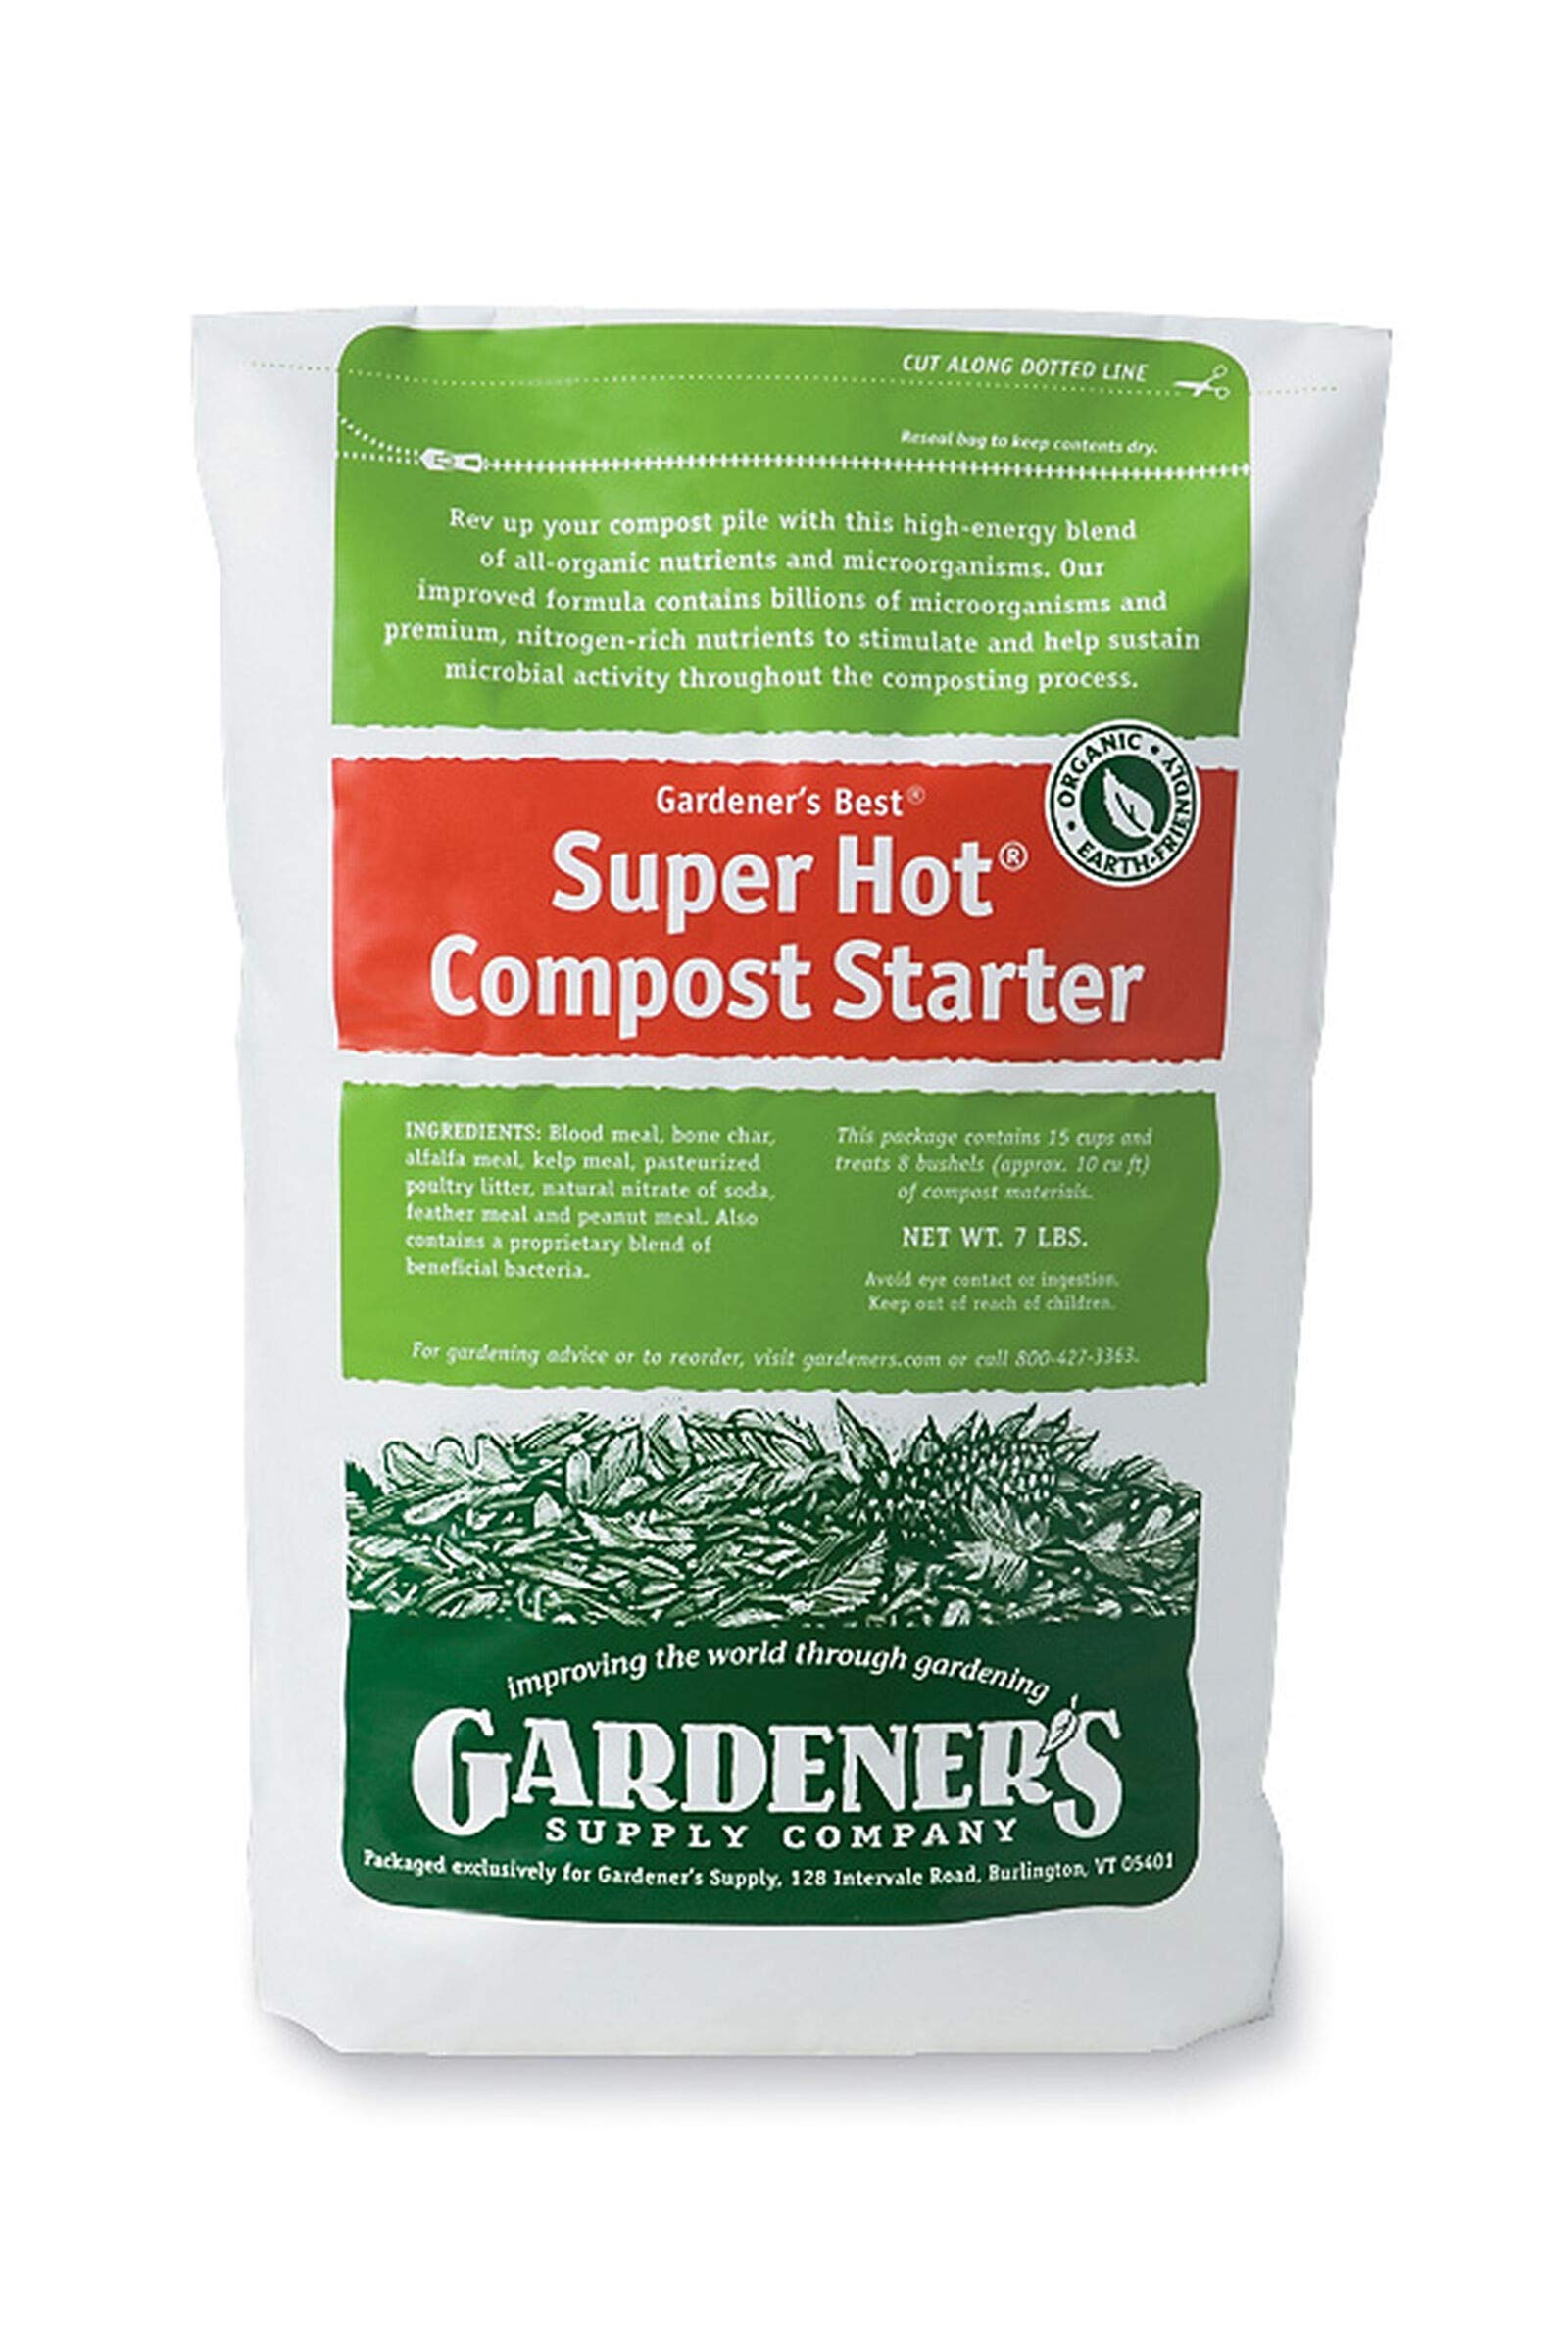 CUT ALONG DOTTED LINE
Reseal bag to keep contents dry.
Rev up your compost pile with this high-energy blend
of all-organic nutrients and microorganisms. Our
improved formula contains billions of microorganisms and
premium, nitrogen-rich nutrients to stimulate and help sustain
microbial activity throughout the composting process.
ORGANIC • EARTH-FRIENDLY •
Gardener's Best®
Super Hot®
Compost Starter
INGREDIENTS: Blood meal, bone char,
alfalfa meal, kelp meal, pasteurized
poultry litter, natural nitrate of soda,
feather meal and peanut meal. Also
contains a proprietary blend of
beneficial bacteria.
This package contains 15 cups and
treats 8 bushels (approx. 10 cu ft)
of compost materials.
NET WT. 7 LBS.
Avoid eye contact or ingestion.
Keep out of reach of children.
For gardening advice or to reorder, visit gardeners.com or call 800-427-3363.
improving the world through gardening
GARDENER'S
SUPPLY COMPANY
Packaged exclusively for Gardener's Supply, 128 Intervale Road, Burlington, VT 05401